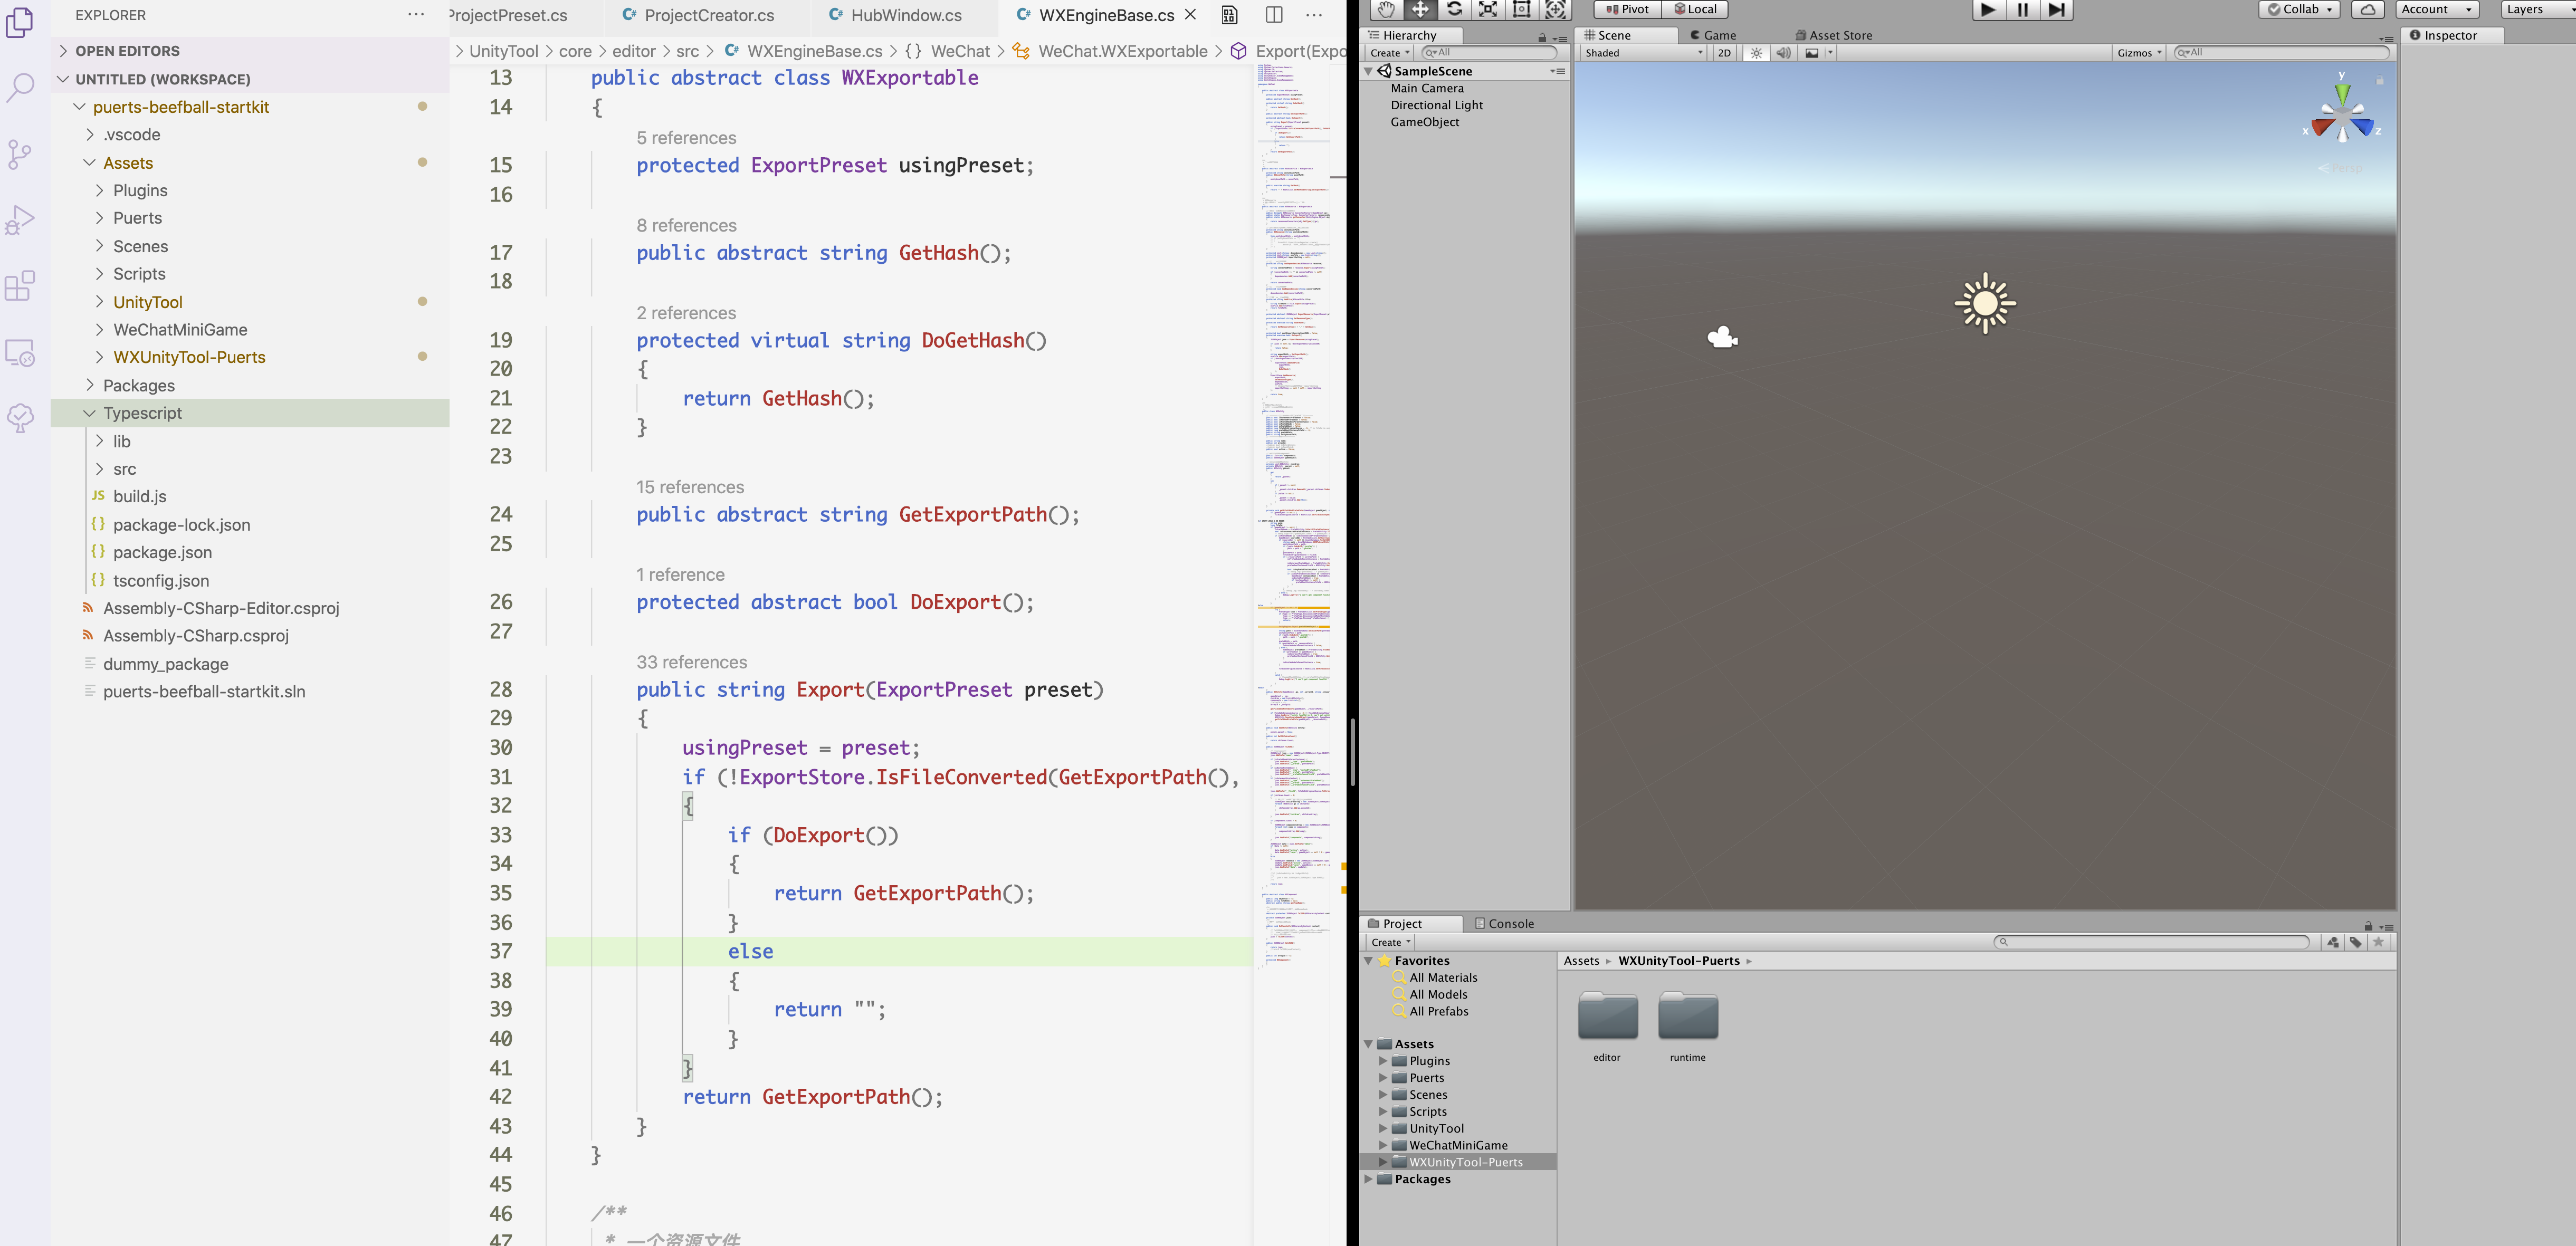 EXPLORER
OPEN EDITORS
UNTITLED (WORKSPACE)
puerts-beefball-startkit
.vscode
Assets
Plugins
Puerts
Scenes
Scripts
UnityTool
WeChatMiniGame
WXUnityTool-Puerts
Packages
Typescript
lib
src
JS build.js
{} package-lock.json
{} package.json
{} tsconfig.json
Assembly-CSharp-Editor.csproj
Assembly-CSharp.csproj
dummy_package
puerts-beefball-startkit.sln
ProjectPreset.cs
ProjectCreator.cs
HubWindow.cs
WXEngineBase.cs
UnityTool > core > editor > src > WXEngineBase.cs > {} WeChat > WeChat.WXExportable > Export(Expo
13 public abstract class WXExportable
14 {
5 references
15 protected ExportPreset usingPreset;
16
8 references
17 public abstract string GetHash();
18
2 references
19 protected virtual string DoGetHash()
20 {
21 return GetHash();
22 }
23
15 references
24 public abstract string GetExportPath();
25
1 reference
26 protected abstract bool DoExport();
27
33 references
28 public string Export(ExportPreset preset)
29 {
30 usingPreset = preset;
31 if (!ExportStore.IsFileConverted(GetExportPath(),
32 {
33 if (DoExport())
34 {
35 return GetExportPath();
36 }
37 else
38 {
39 return "";
40 }
41 }
42 return GetExportPath();
43 }
44 }
45
46 /**
47 * 一个资源文件
Pivot
Local
Collab
Account
Layers
Hierarchy
Create
All
SampleScene
Main Camera
Directional Light
GameObject
Scene
Game
Asset Store
Shaded
2D
Gizmos
All
y
x
z
Persp
Inspector
Project
Console
Create
Favorites
All Materials
All Models
All Prefabs
Assets
Plugins
Puerts
Scenes
Scripts
UnityTool
WeChatMiniGame
WXUnityTool-Puerts
Packages
Assets ▸ WXUnityTool-Puerts ▸
editor
runtime